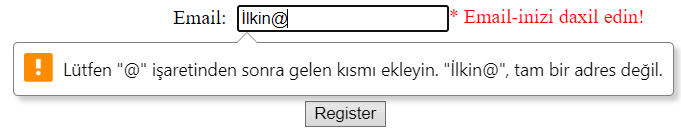 Email: İlkin@ * Email-inizi daxil edin!
! Lütfen "@" işaretinden sonra gelen kısmı ekleyin. "İlkin@", tam bir adres değil.
Register